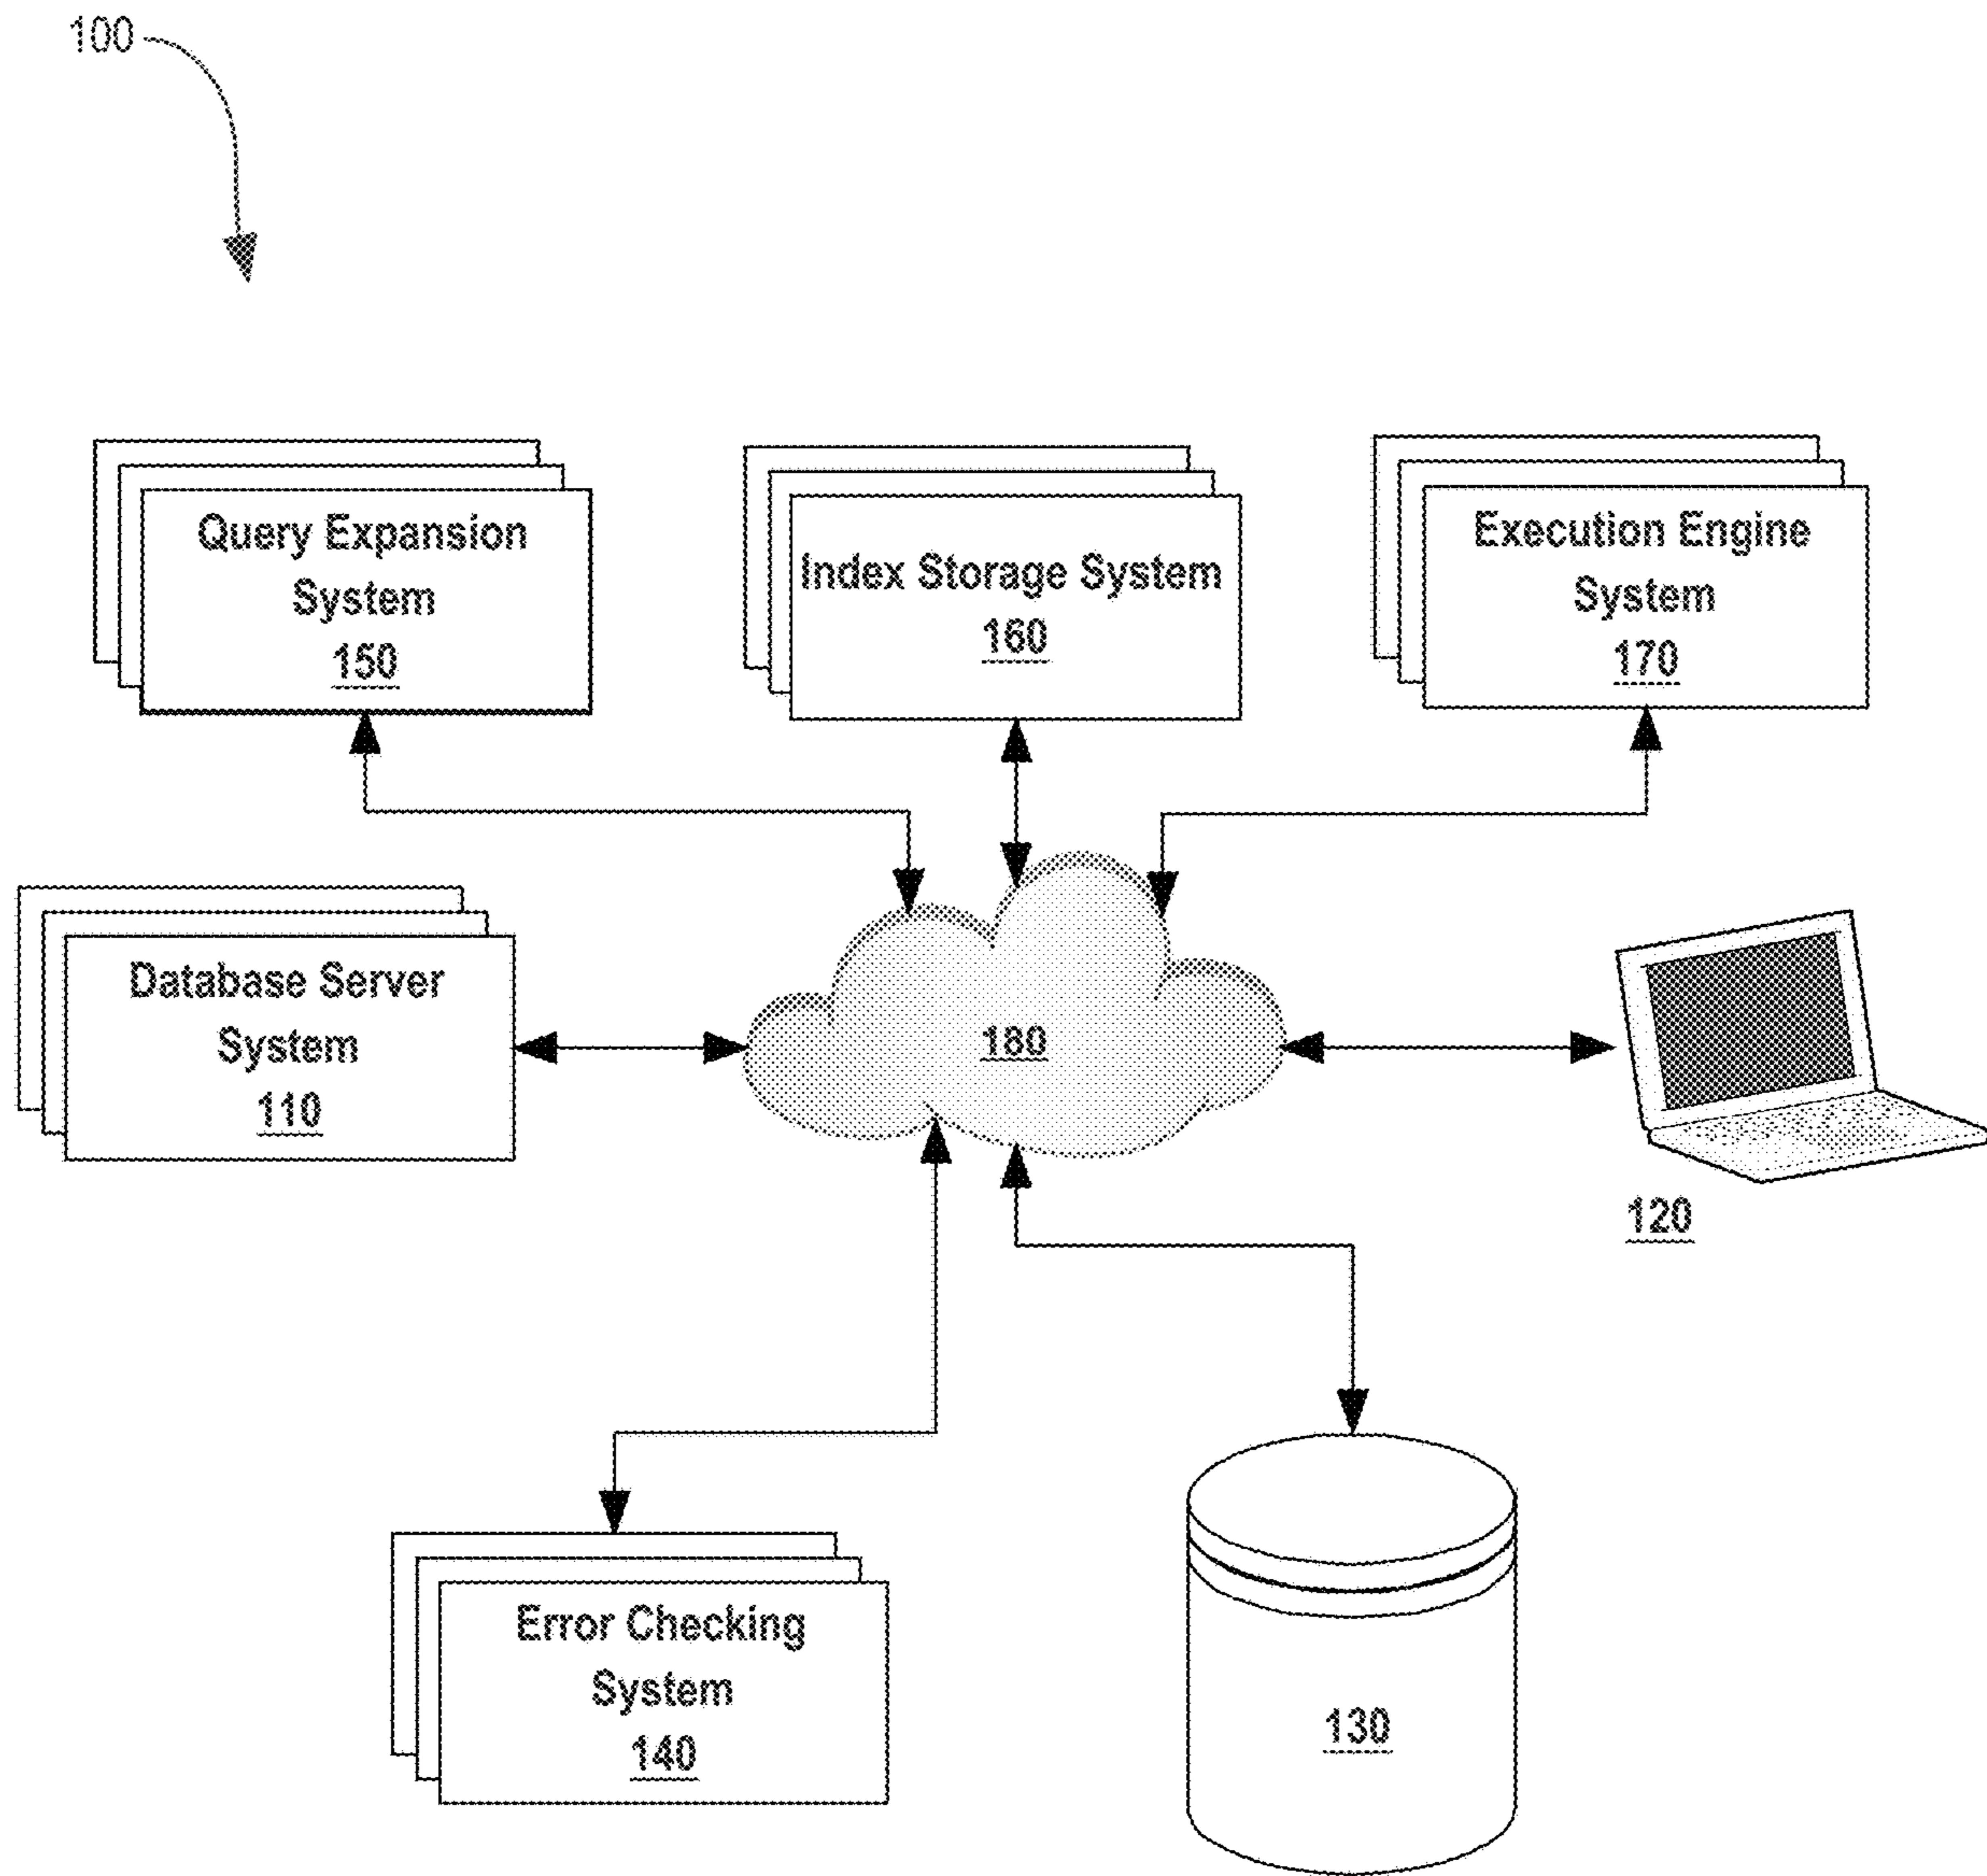 100
Query Expansion
System
150
Index Storage System
160
Execution Engine
System
170
Database Server
System
110
180
120
Error Checking
System
140
130